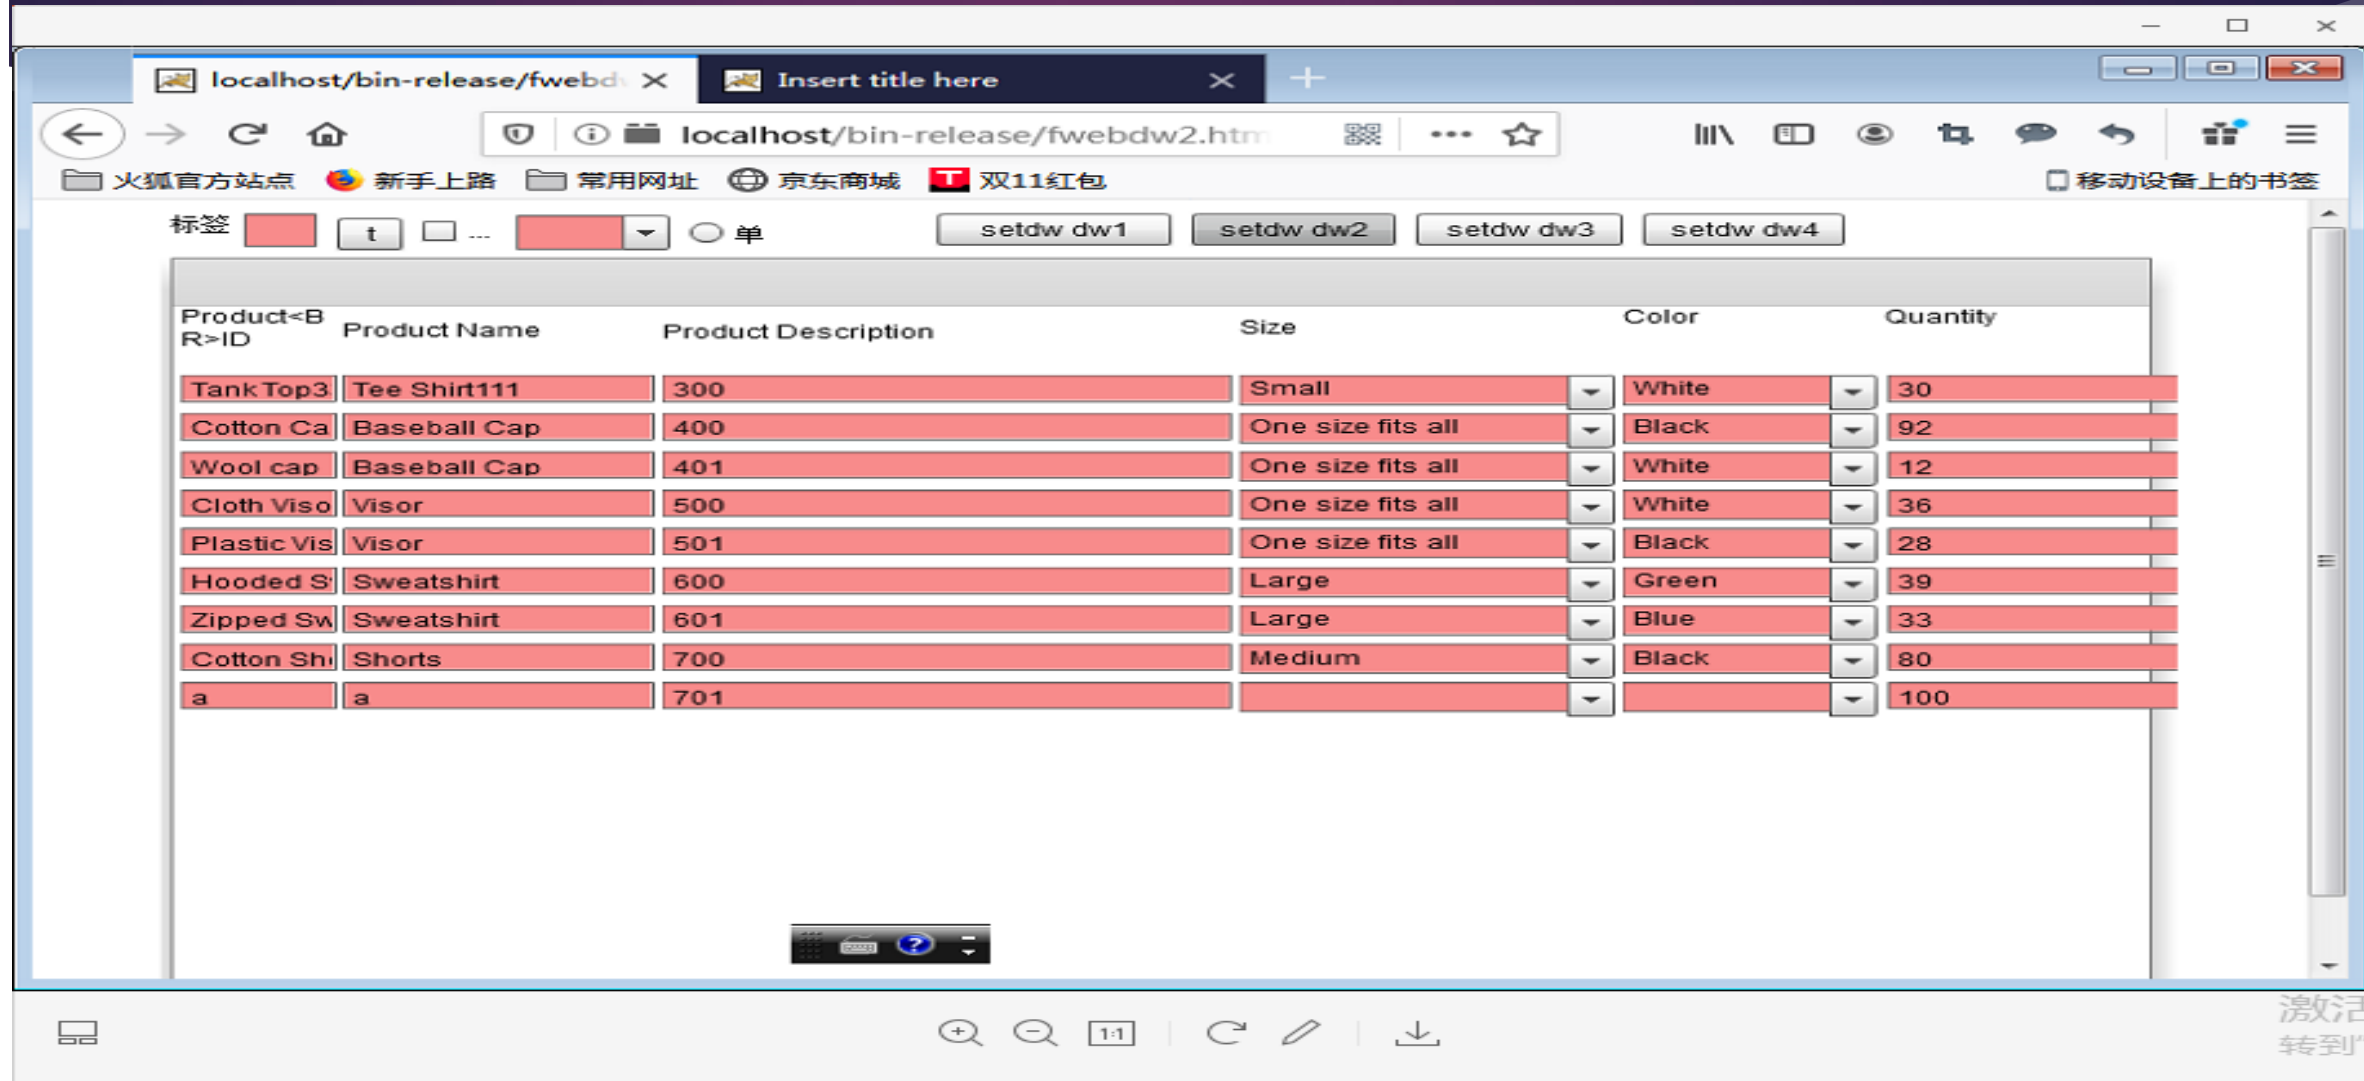 localhost/bin-release/fwebd
Insert title here
localhost/bin-release/fwebdw2.htm
火狐官方站点 新手上路 常用网址 京东商城 双11红包 移动设备上的书签
标签 t ... 单 setdw dw1 setdw dw2 setdw dw3 setdw dw4
Product<B
R>ID Product Name Product Description Size Color Quantity
Tank Top3 Tee Shirt111 300 Small White 30
Cotton Ca Baseball Cap 400 One size fits all Black 92
Wool cap Baseball Cap 401 One size fits all White 12
Cloth Viso Visor 500 One size fits all White 36
Plastic Vis Visor 501 One size fits all Black 28
Hooded S Sweatshirt 600 Large Green 39
Zipped Sw Sweatshirt 601 Large Blue 33
Cotton Sh Shorts 700 Medium Black 80
a a 701 100
1:1
激活
转到"